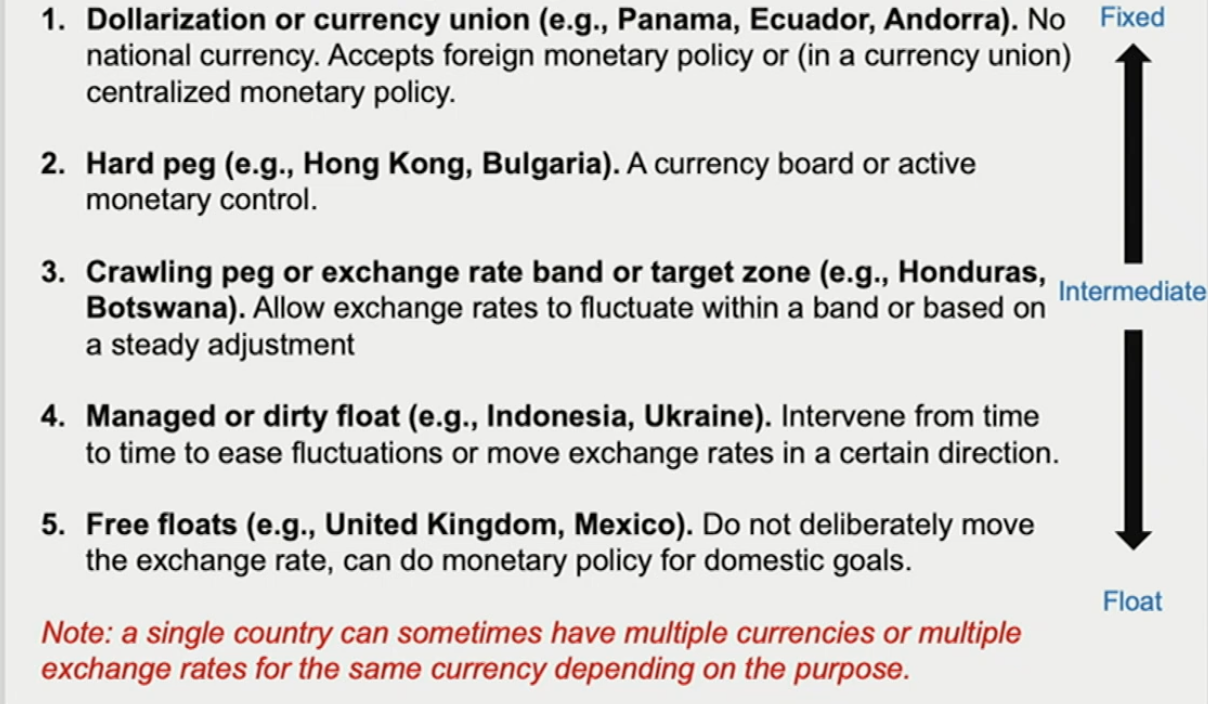 1. Dollarization or currency union (e.g., Panama, Ecuador, Andorra). No
national currency. Accepts foreign monetary policy or (in a currency union)
centralized monetary policy.
2. Hard peg (e.g., Hong Kong, Bulgaria). A currency board or active
monetary control.
3. Crawling peg or exchange rate band or target zone (e.g., Honduras,
Botswana). Allow exchange rates to fluctuate within a band or based on
a steady adjustment
4. Managed or dirty float (e.g., Indonesia, Ukraine). Intervene from time
to time to ease fluctuations or move exchange rates in a certain direction.
5. Free floats (e.g., United Kingdom, Mexico). Do not deliberately move
the exchange rate, can do monetary policy for domestic goals.
Note: a single country can sometimes have multiple currencies or multiple
exchange rates for the same currency depending on the purpose.
Fixed
Intermediate
Float